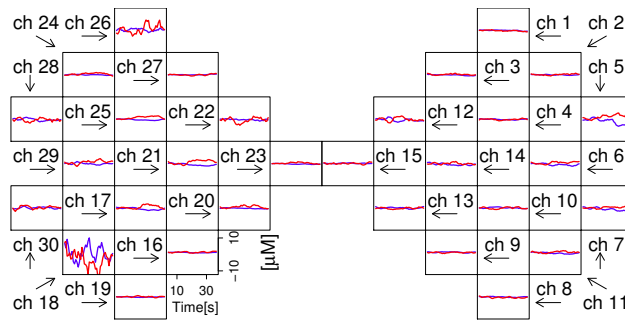 ch 24 ch 26 ch 1 ch 2
ch 28 ch 27 ch 3 ch 5
ch 25 ch 22 ch 12 ch 4
ch 29 ch 21 ch 23 ch 15 ch 14 ch 6
ch 17 ch 20 ch 13 ch 10
ch 30 ch 16 10 [μM] ch 9 ch 7
−10
10 30
ch 18 ch 19 Time[s] ch 8 ch 11